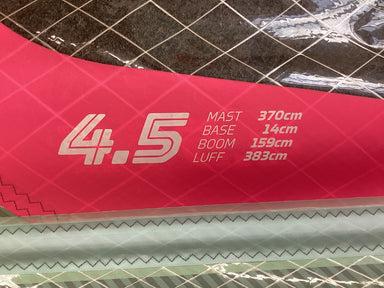 4.5
MAST 370cm
BASE 14cm
BOOM 159cm
LUFF 383cm